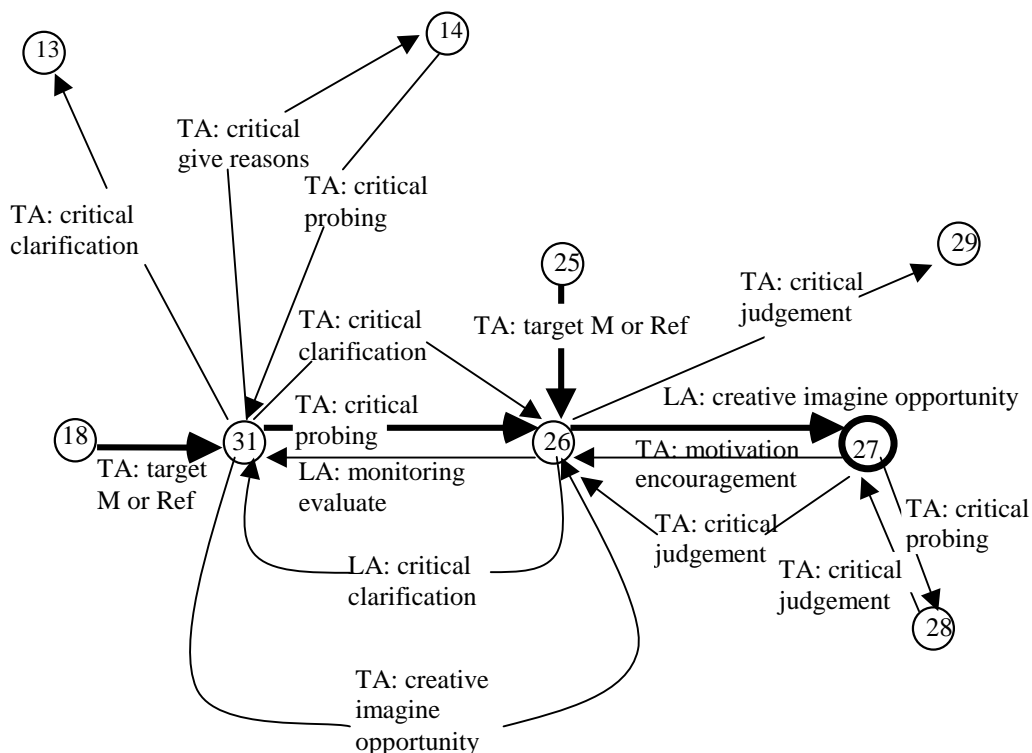 13
14
TA: critical
give reasons
TA: critical
probing
TA: critical
clarification
25
29
TA: critical
judgement
TA: critical
clarification
TA: target M or Ref
LA: creative imagine opportunity
18
31
TA: critical
probing
26
27
TA: target
M or Ref
LA: monitoring
evaluate
TA: motivation
encouragement
TA: critical
judgement
TA: critical
probing
LA: critical
clarification
TA: critical
judgement
28
TA: creative
imagine
opportunity